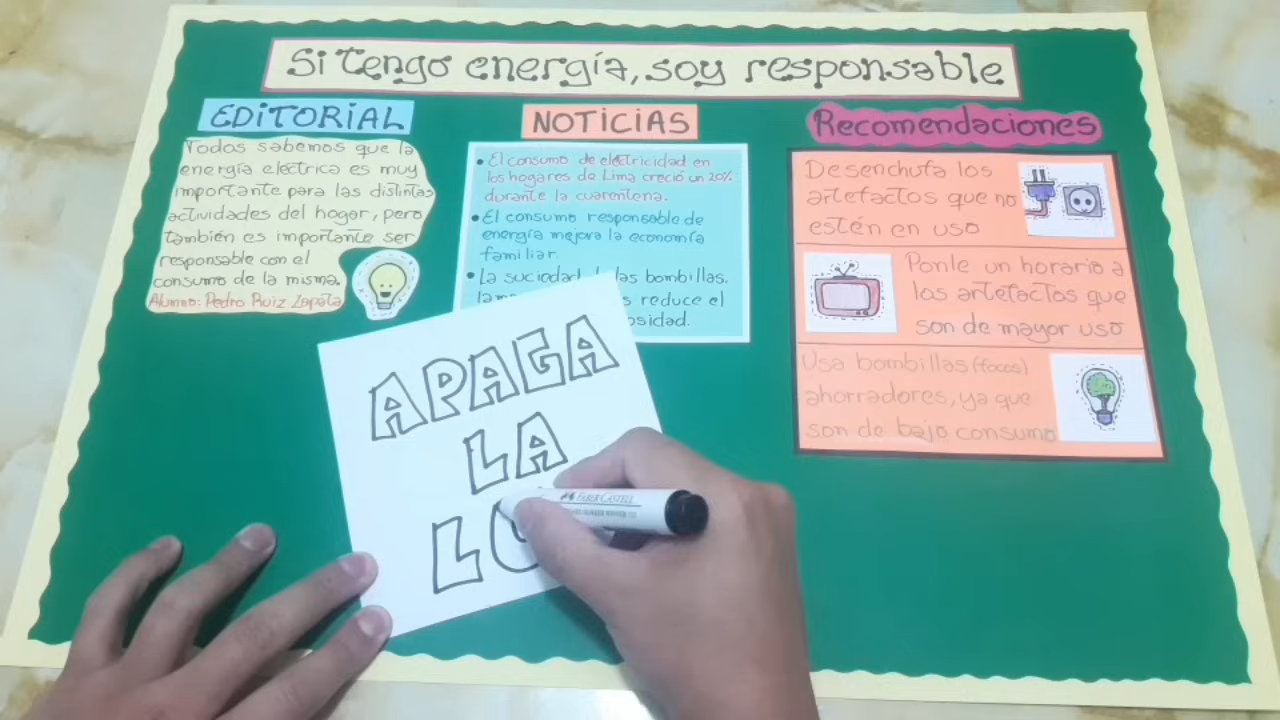 Si Tengo energía, soy responsable
EDITORIAL
Todos sabemos que la
energía eléctrica es muy
importante para las distintas
actividades del hogar, pero
también es importante ser
responsable con el
consumo de la misma.
Alumno: Pedro Ruiz Zapata
NOTICIAS
• El consumo de electricidad en
los hogares de Lima creció un 20%
durante la cuarentena.
• El consumo responsable de
energía mejora la economía
familiar.
• La suciedad las bombillas,
reduce el
Recomendaciones
Desenchufa los
artefactos que no
estén en uso
Ponle un horario a
los artefactos que
son de mayor uso
Usa bombillas (focos)
ahorradores, ya que
son de bajo consumo
APAGA
LA
LU
FABER-CASTELL